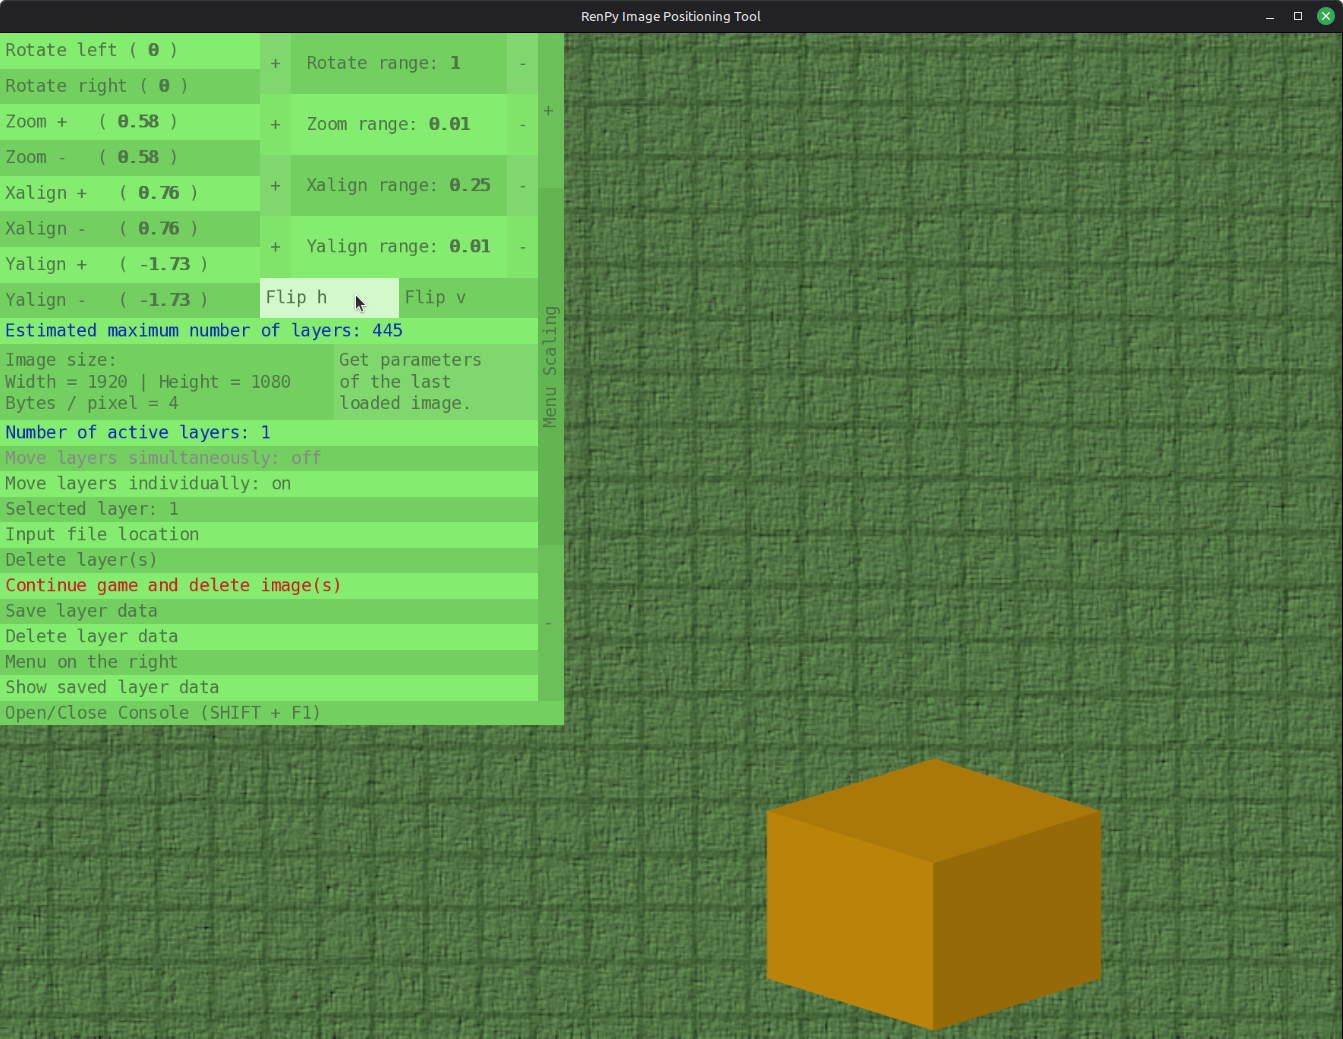 RenPy Image Positioning Tool
Rotate left ( 0 )
Rotate right ( 0 )
Zoom + ( 0.58 )
Zoom - ( 0.58 )
Xalign + ( 0.76 )
Xalign - ( 0.76 )
Yalign + ( -1.73 )
Yalign - ( -1.73 )
+ Rotate range: 1 -
+ Zoom range: 0.01 -
+ Xalign range: 0.25 -
+ Yalign range: 0.01 -
Flip h Flip v
Estimated maximum number of layers: 445
Image size:
Width = 1920 | Height = 1080
Bytes / pixel = 4
Get parameters
of the last
loaded image.
Number of active layers: 1
Move layers simultaneously: off
Move layers individually: on
Selected layer: 1
Input file location
Delete layer(s)
Continue game and delete image(s)
Save layer data
Delete layer data
Menu on the right
Show saved layer data
Open/Close Console (SHIFT + F1)
+
Menu Scaling
-